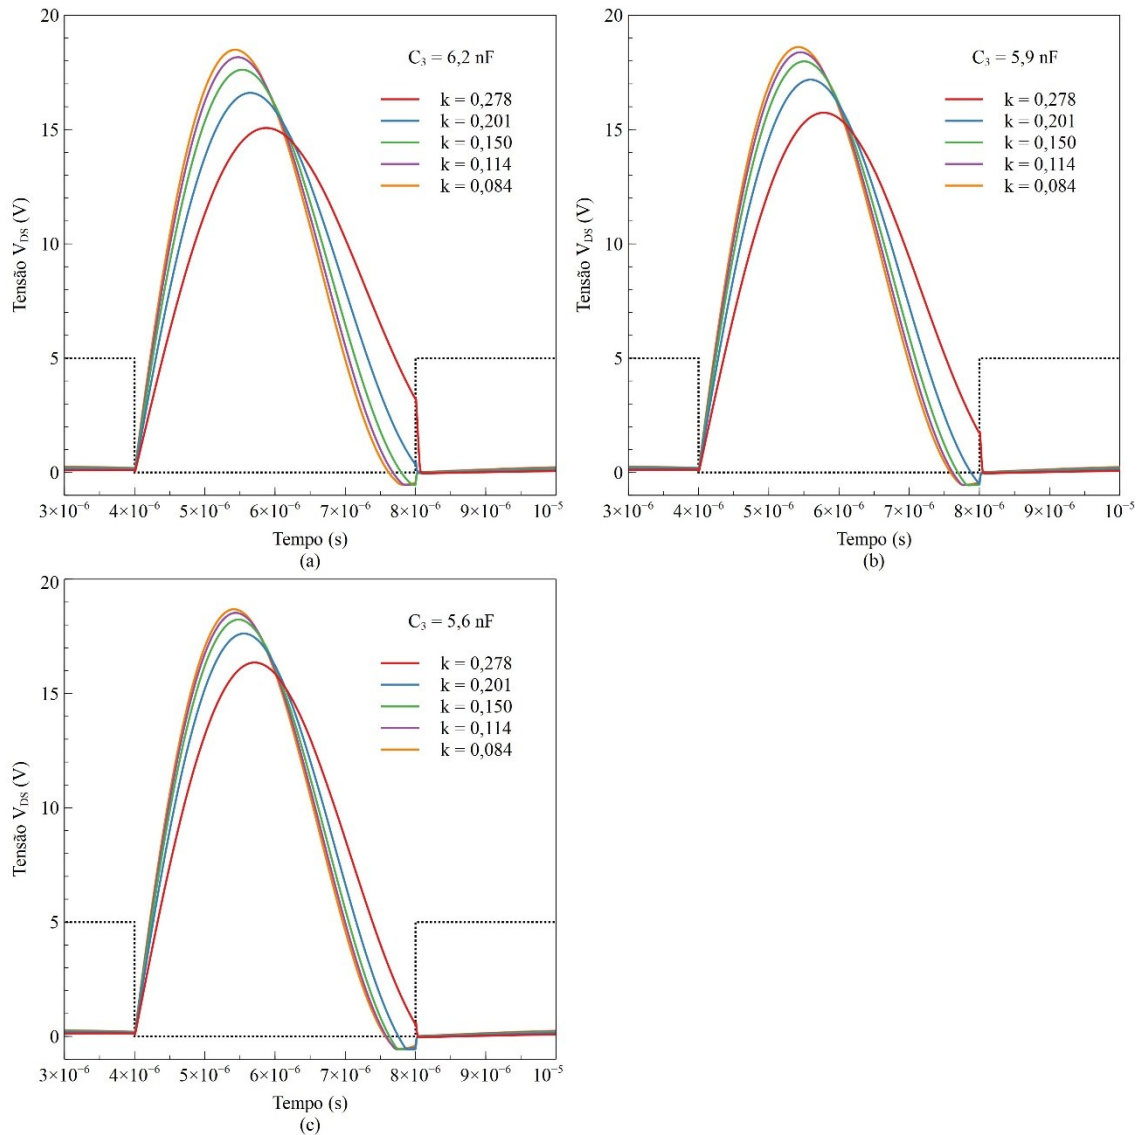 20
15
10
5
0
Tensão V_DS (V)
C₃ = 6,2 nF
k = 0,278
k = 0,201
k = 0,150
k = 0,114
k = 0,084
3×10⁻⁶ 4×10⁻⁶ 5×10⁻⁶ 6×10⁻⁶ 7×10⁻⁶ 8×10⁻⁶ 9×10⁻⁶ 10⁻⁵
Tempo (s)
(a)
20
15
10
5
0
Tensão V_DS (V)
C₃ = 5,9 nF
k = 0,278
k = 0,201
k = 0,150
k = 0,114
k = 0,084
3×10⁻⁶ 4×10⁻⁶ 5×10⁻⁶ 6×10⁻⁶ 7×10⁻⁶ 8×10⁻⁶ 9×10⁻⁶ 10⁻⁵
Tempo (s)
(b)
20
15
10
5
0
Tensão V_DS (V)
C₃ = 5,6 nF
k = 0,278
k = 0,201
k = 0,150
k = 0,114
k = 0,084
3×10⁻⁶ 4×10⁻⁶ 5×10⁻⁶ 6×10⁻⁶ 7×10⁻⁶ 8×10⁻⁶ 9×10⁻⁶ 10⁻⁵
Tempo (s)
(c)